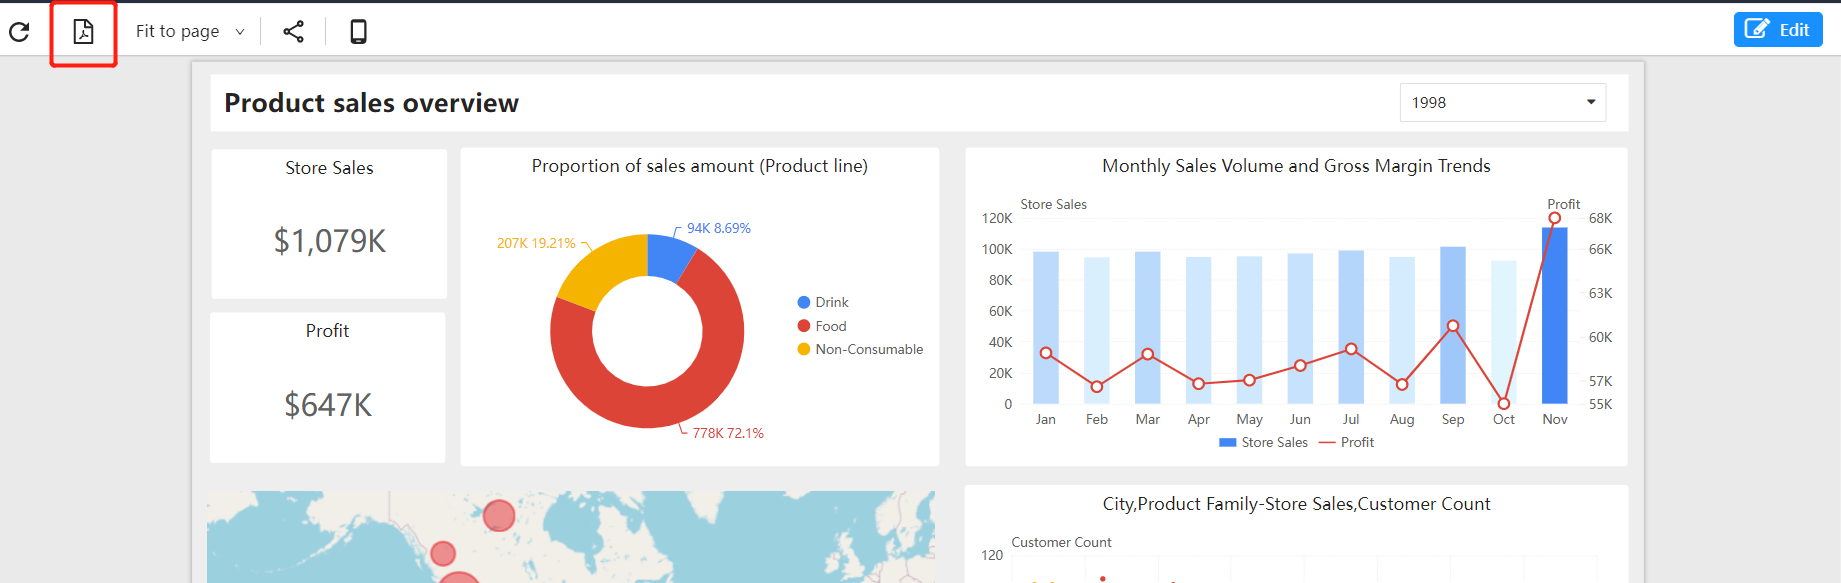 Fit to page
Edit
Product sales overview
1998
Store Sales
$1,079K
Profit
$647K
Proportion of sales amount (Product line)
94K 8.69%
207K 19.21%
778K 72.1%
Drink
Food
Non-Consumable
Monthly Sales Volume and Gross Margin Trends
Store Sales
Profit
120K
100K
80K
60K
40K
20K
0
68K
66K
63K
60K
57K
55K
Jan Feb Mar Apr May Jun Jul Aug Sep Oct Nov
Store Sales Profit
City,Product Family-Store Sales,Customer Count
Customer Count
120